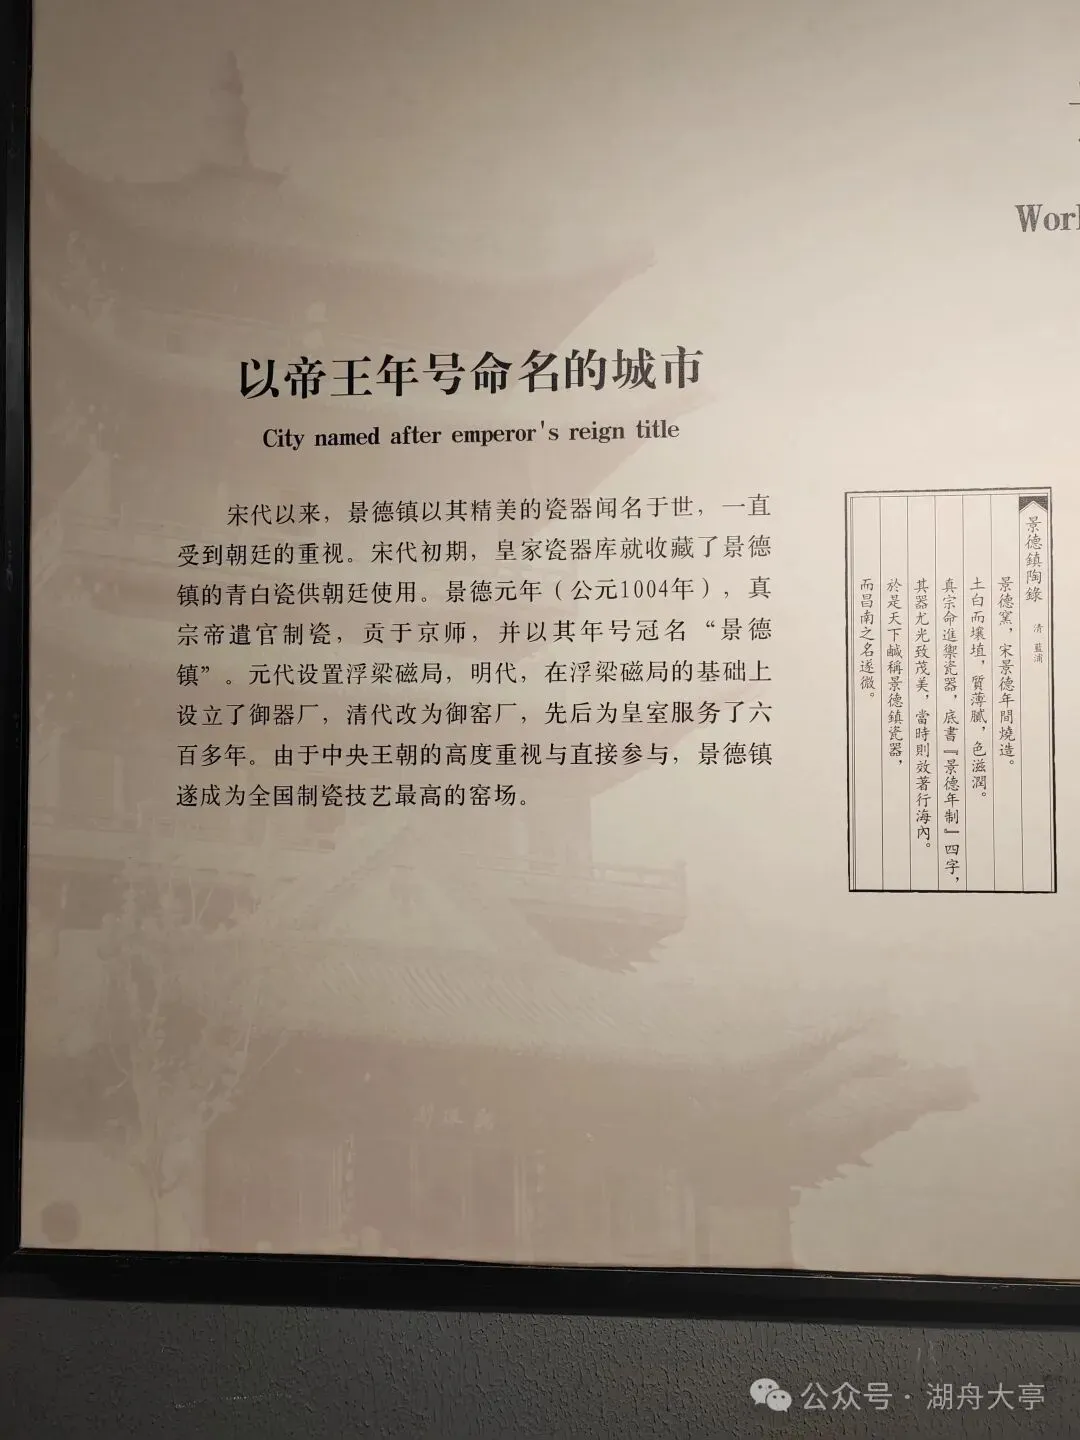 Worl
以帝王年号命名的城市
City named after emperor's reign title
宋代以来，景德镇以其精美的瓷器闻名于世，一直
受到朝廷的重视。宋代初期，皇家瓷器库就收藏了景德
镇的青白瓷供朝廷使用。景德元年（公元1004年），真
宗帝遣官制瓷，贡于京师，并以其年号冠名“景德
镇”。元代设置浮梁磁局，明代，在浮梁磁局的基础上
设立了御器厂，清代改为御窑厂，先后为皇室服务了六
百多年。由于中央王朝的高度重视与直接参与，景德镇
遂成为全国制瓷技艺最高的窑场。
景德鎮陶錄 清 藍浦
景德窯，宋景德年間燒造。
土白而壤埴，質薄膩，色滋潤。
真宗命進禦瓷器，底書『景德年制』四字，
其器尤光致茂美，當時則效著行海內。
於是天下鹹稱景德鎮瓷器，
而昌南之名遂微。
公众号·湖舟大亭